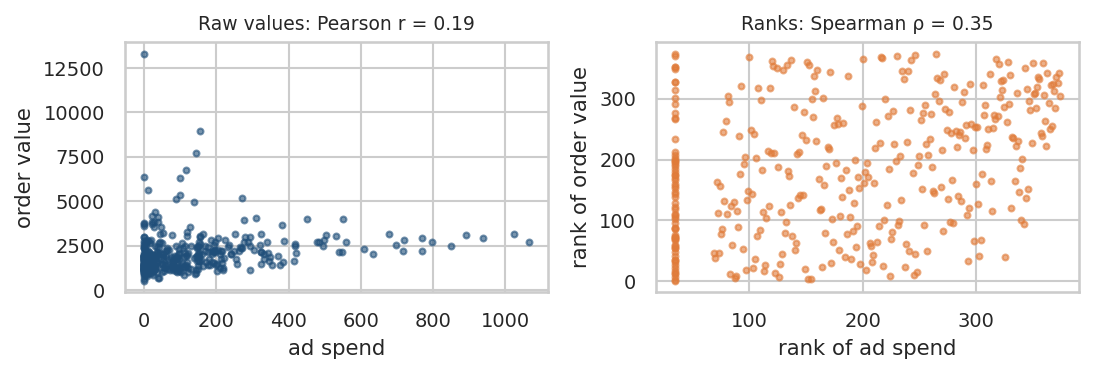 Raw values: Pearson r = 0.19
order value
12500
10000
7500
5000
2500
0
0 200 400 600 800 1000
ad spend
Ranks: Spearman ρ = 0.35
rank of order value
300
200
100
0
100 200 300
rank of ad spend